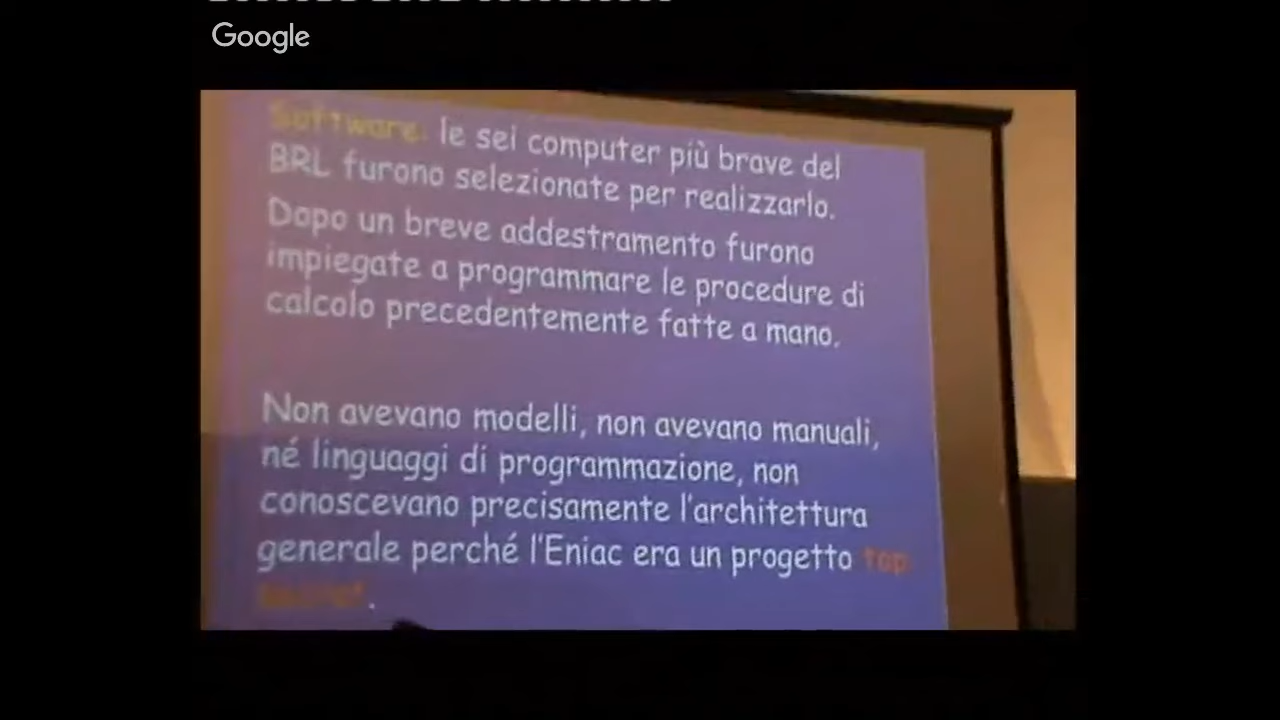 Google
Software: le sei computer più brave del
BRL furono selezionate per realizzarlo.
Dopo un breve addestramento furono
impiegate a programmare le procedure di
calcolo precedentemente fatte a mano.
Non avevano modelli, non avevano manuali,
né linguaggi di programmazione, non
conoscevano precisamente l'architettura
generale perché l'Eniac era un progetto top
secret.